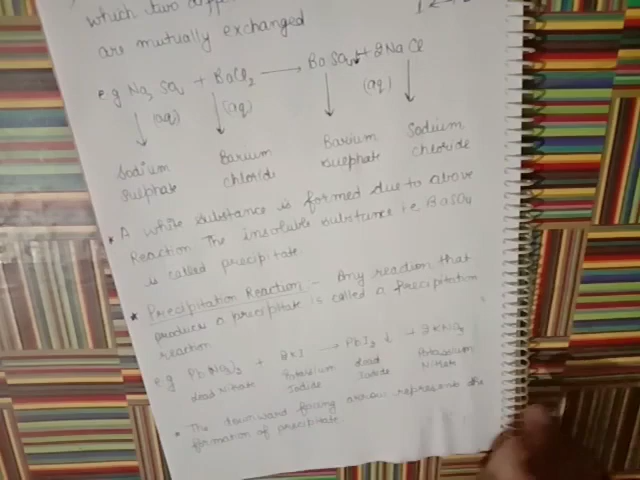 which two
are mutually exchanged
e.g Na2 SO4 + BaCl2 → BaSO4↓ + 2NaCl
(aq) (aq) (aq)
Sodium Barium Barium Sodium
sulphate chloride sulphate chloride
* A white substance is formed due to above
Reaction The insoluble substance i.e BaSO4
is called precipitate.
* Precipitation Reaction :- Any reaction that
produces a precipitate is called a precipitation
reaction
e.g Pb(NO3)2 + 2KI → PbI2 ↓ + 2KNO3
Lead Nitrate Potassium Lead Potassium
Iodide Iodide Nitrate
• The downward facing arrow represents the
formation of precipitate